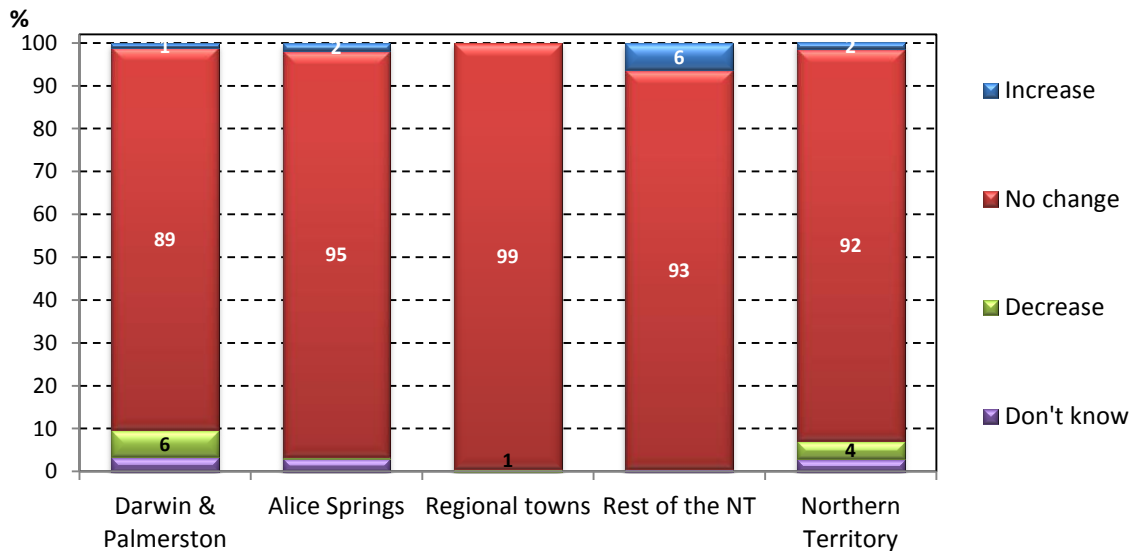 %
100
90
80
70
60
50
40
30
20
10
0
1
89
6
2
95
99
1
6
93
2
92
4
Darwin &
Palmerston
Alice Springs
Regional towns
Rest of the NT
Northern
Territory
Increase
No change
Decrease
Don't know